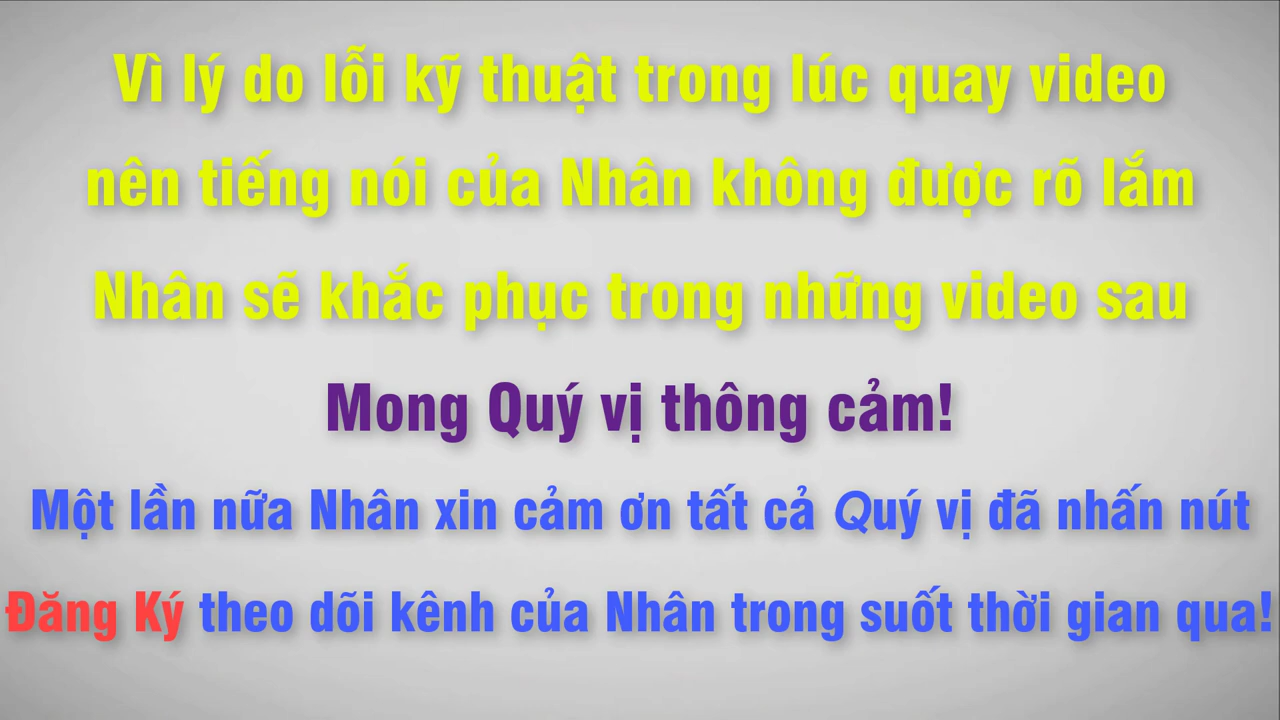 Vì lý do lỗi kỹ thuật trong lúc quay video
nên tiếng nói của Nhân không được rõ lắm
Nhân sẽ khắc phục trong những video sau
Mong Quý vị thông cảm!
Một lần nữa Nhân xin cảm ơn tất cả Quý vị đã nhấn nút
Đăng Ký theo dõi kênh của Nhân trong suốt thời gian qua!